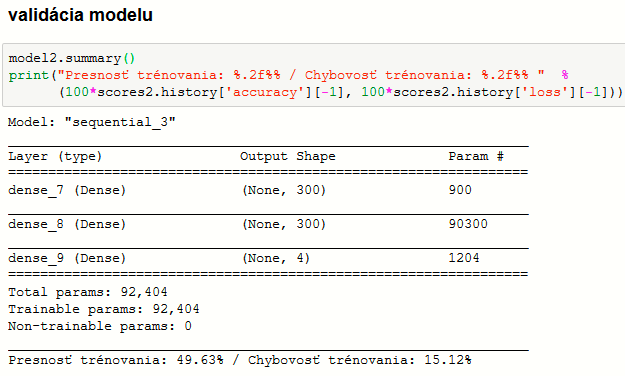 validácia modelu
model2.summary()
print("Presnosť trénovania: %.2f%% / Chybovosť trénovania: %.2f%% "  %
(100*scores2.history['accuracy'][-1], 100*scores2.history['loss'][-1]))
Model: "sequential_3"
Layer (type) Output Shape Param #
dense_7 (Dense) (None, 300) 900
dense_8 (Dense) (None, 300) 90300
dense_9 (Dense) (None, 4) 1204
Total params: 92,404
Trainable params: 92,404
Non-trainable params: 0
Presnosť trénovania: 49.63% / Chybovosť trénovania: 15.12%